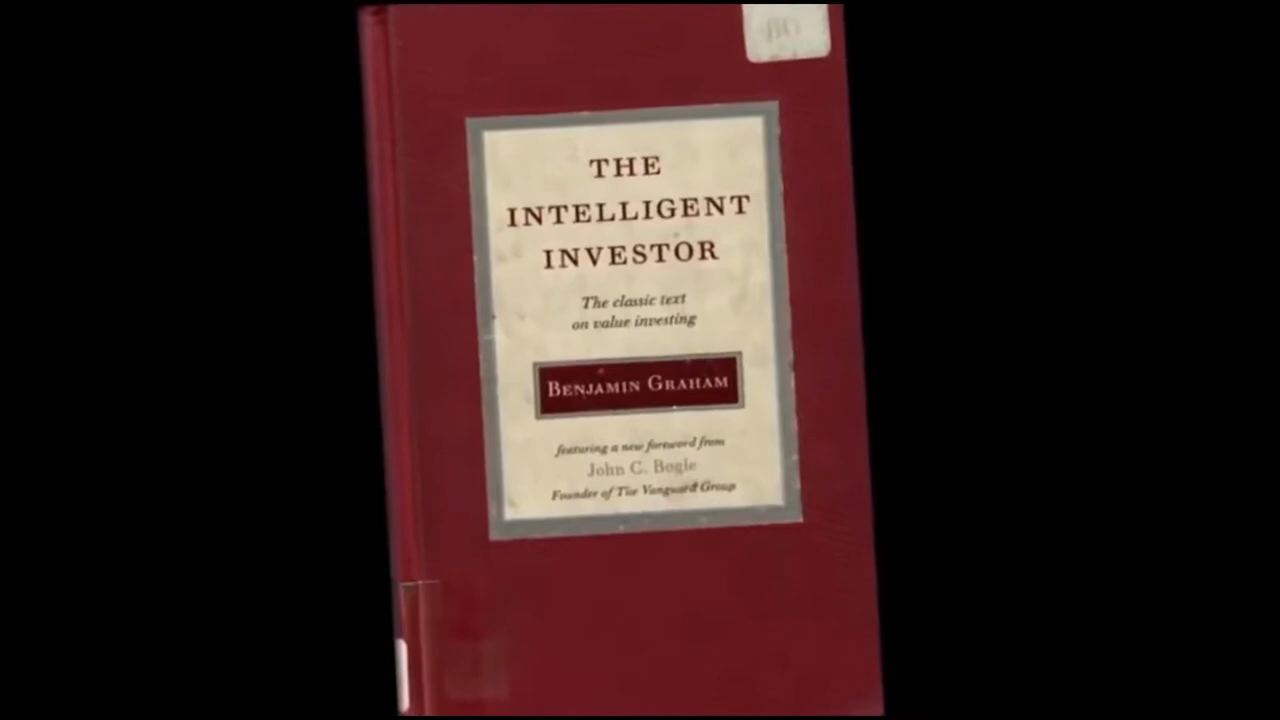 THE
INTELLIGENT
INVESTOR
The classic text
on value investing
BENJAMIN GRAHAM
featuring a new foreword from
John C. Bogle
Founder of The Vanguard Group